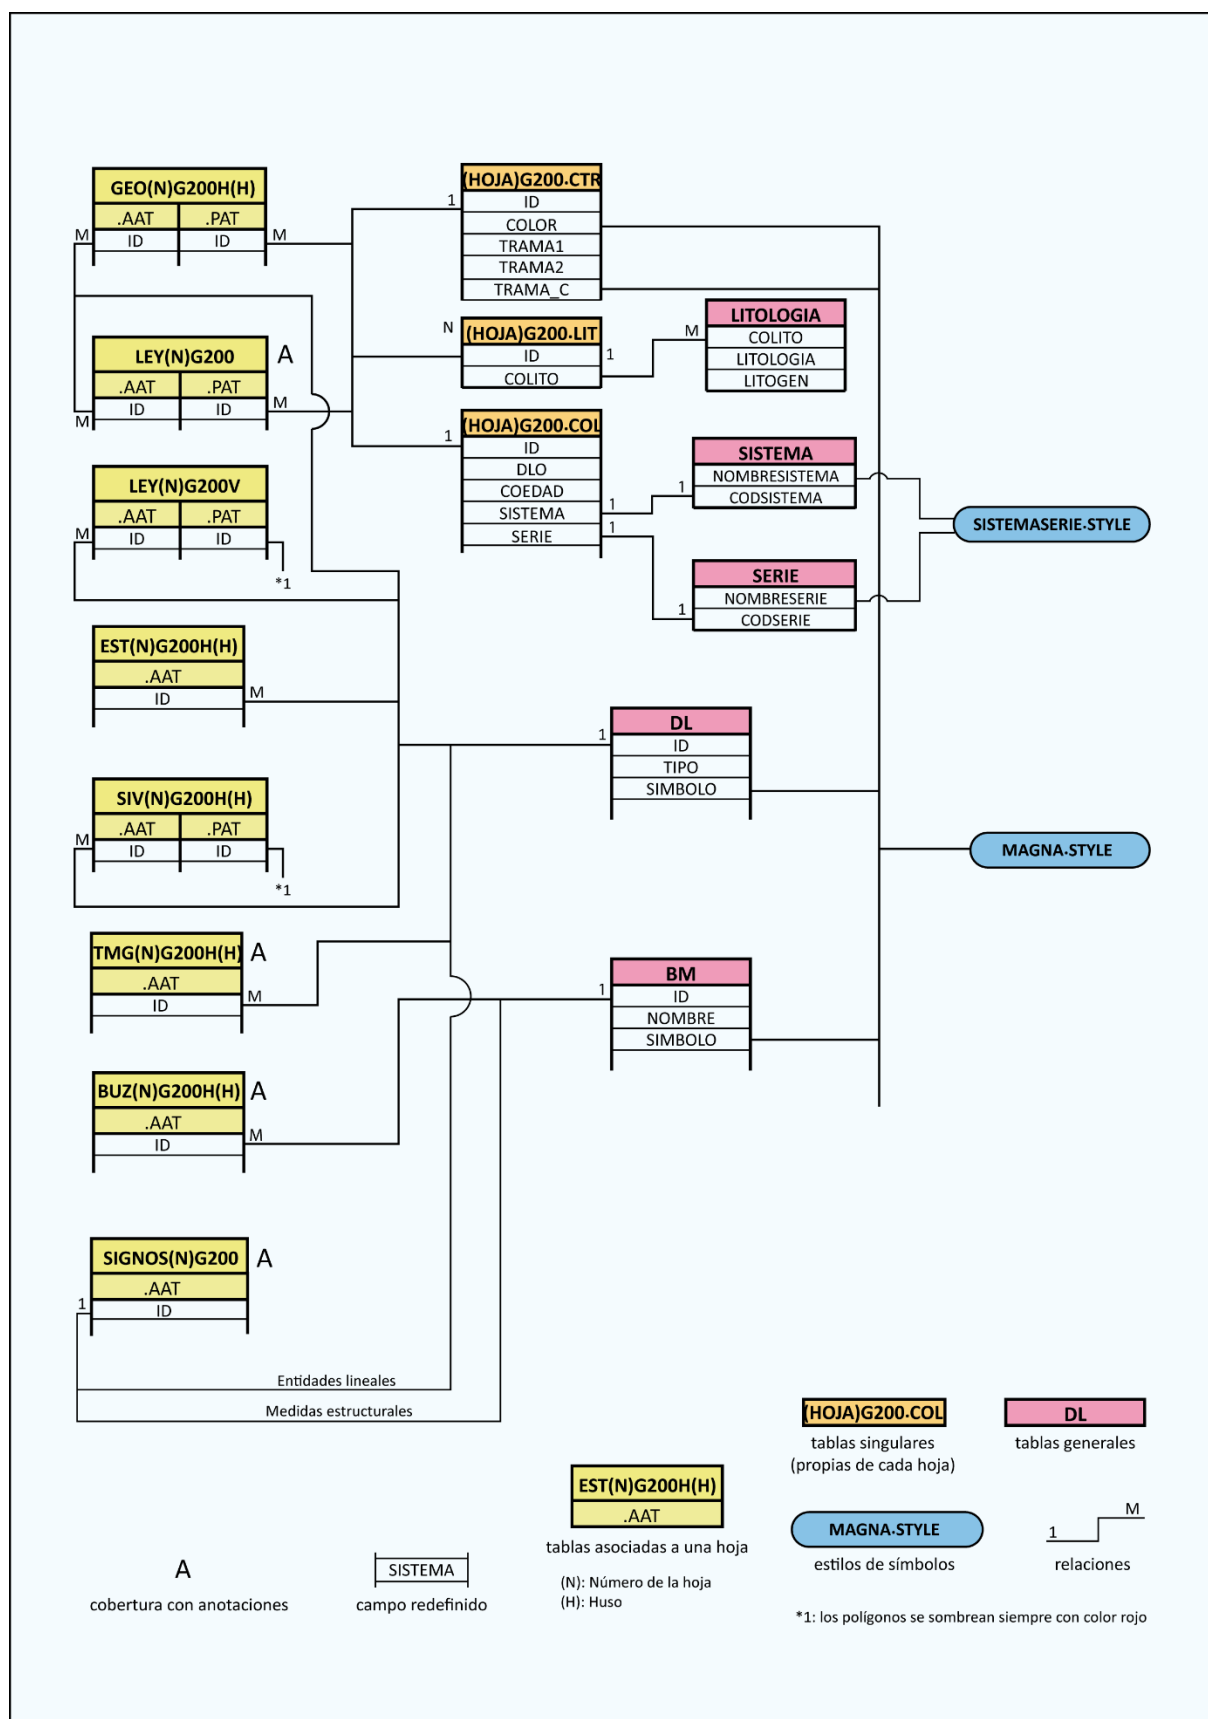 GEO(N)G200H(H)
.AAT .PAT
M ID ID M
LEY(N)G200 A
.AAT .PAT
M ID ID M
LEY(N)G200V
.AAT .PAT
M ID ID
*1
EST(N)G200H(H)
.AAT
ID M
SIV(N)G200H(H)
.AAT .PAT
M ID ID
*1
TMG(N)G200H(H) A
.AAT
ID M
BUZ(N)G200H(H) A
.AAT
ID M
SIGNOS(N)G200 A
.AAT
1 ID
Entidades lineales
Medidas estructurales
(HOJA)G200.CTR
1 ID
COLOR
TRAMA1
TRAMA2
TRAMA_C
N (HOJA)G200.LIT
ID 1
COLITO
(HOJA)G200.COL
1 ID
DLO
COEDAD
SISTEMA 1
SERIE 1
LITOLOGIA
M COLITO
LITOLOGIA
LITOGEN
SISTEMA
NOMBRESISTEMA
1 CODSISTEMA
SERIE
NOMBRESERIE
1 CODSERIE
SISTEMASERIE.STYLE
DL
1 ID
TIPO
SIMBOLO
MAGNA.STYLE
BM
1 ID
NOMBRE
SIMBOLO
(HOJA)G200.COL
tablas singulares
(propias de cada hoja)
DL
tablas generales
EST(N)G200H(H)
.AAT
tablas asociadas a una hoja
(N): Número de la hoja
(H): Huso
MAGNA.STYLE
estilos de símbolos
1 M
relaciones
A
cobertura con anotaciones
SISTEMA
campo redefinido
*1: los polígonos se sombrean siempre con color rojo